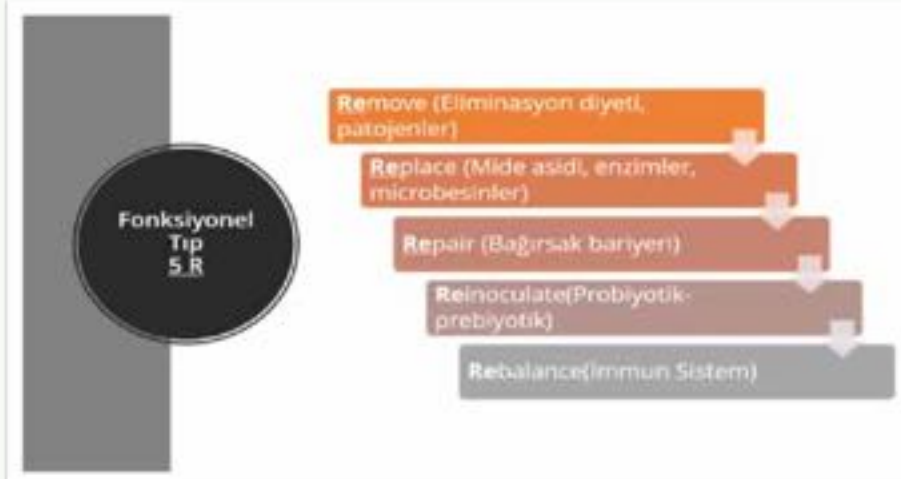 Fonksiyonel
Tıp
5 R
Remove (Eliminasyon diyeti,
patojenler)
Replace (Mide asidi, enzimler,
microbesinler)
Repair (Bağırsak bariyeri)
Reinoculate(Probiyotik-
prebiyotik)
Rebalance(İmmun Sistem)